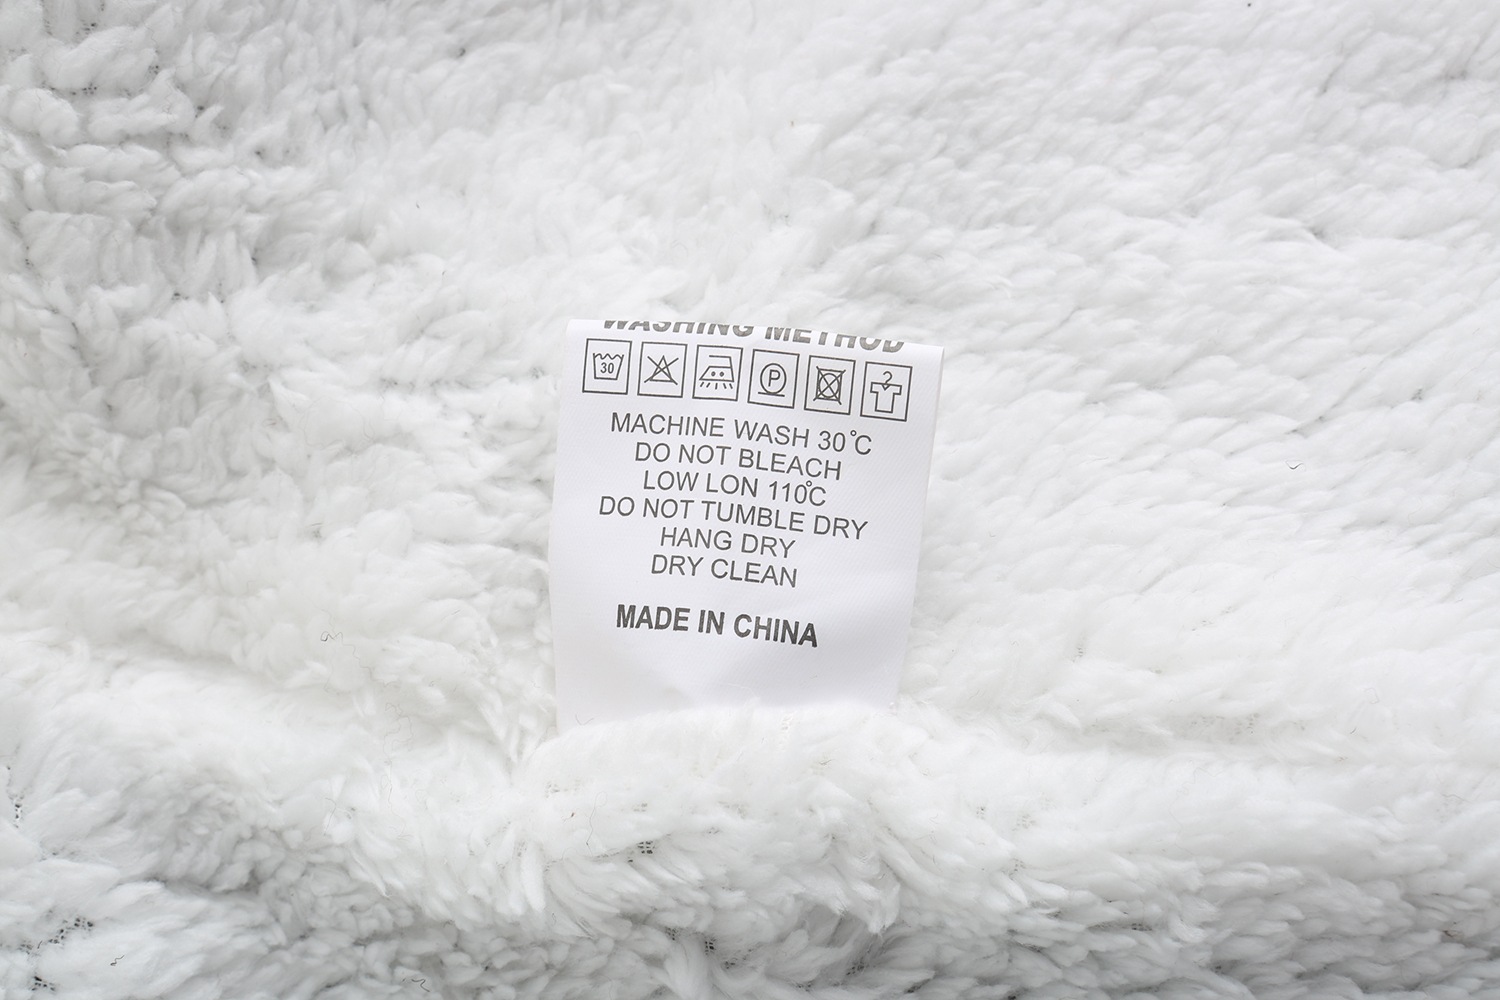 WASHING METHOD
30 P
MACHINE WASH 30℃
DO NOT BLEACH
LOW LON 110℃
DO NOT TUMBLE DRY
HANG DRY
DRY CLEAN
MADE IN CHINA